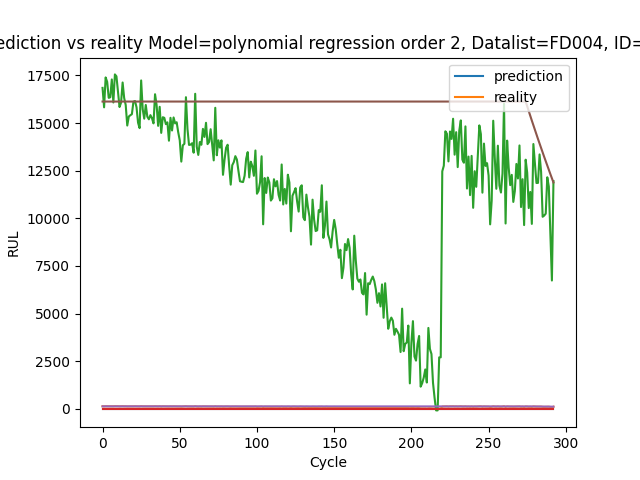 ediction vs reality Model=polynomial regression order 2, Datalist=FD004, ID=
prediction
reality
17500
15000
12500
10000
7500
5000
2500
0
RUL
0 50 100 150 200 250 300
Cycle